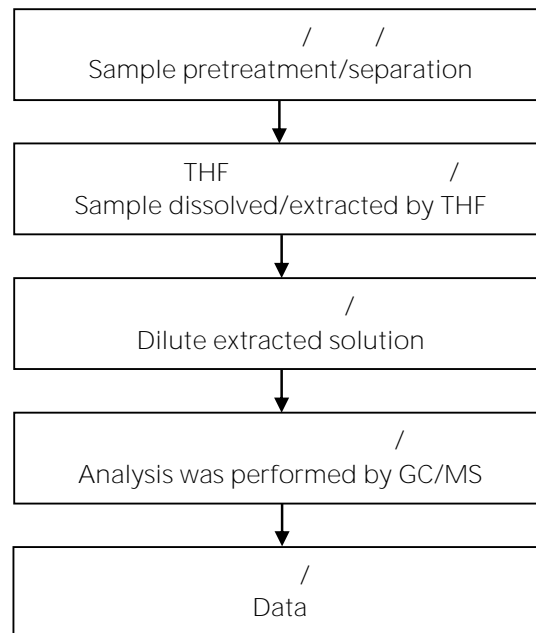 / /
Sample pretreatment/separation
THF /
Sample dissolved/extracted by THF
/
Dilute extracted solution
/
Analysis was performed by GC/MS
/
Data